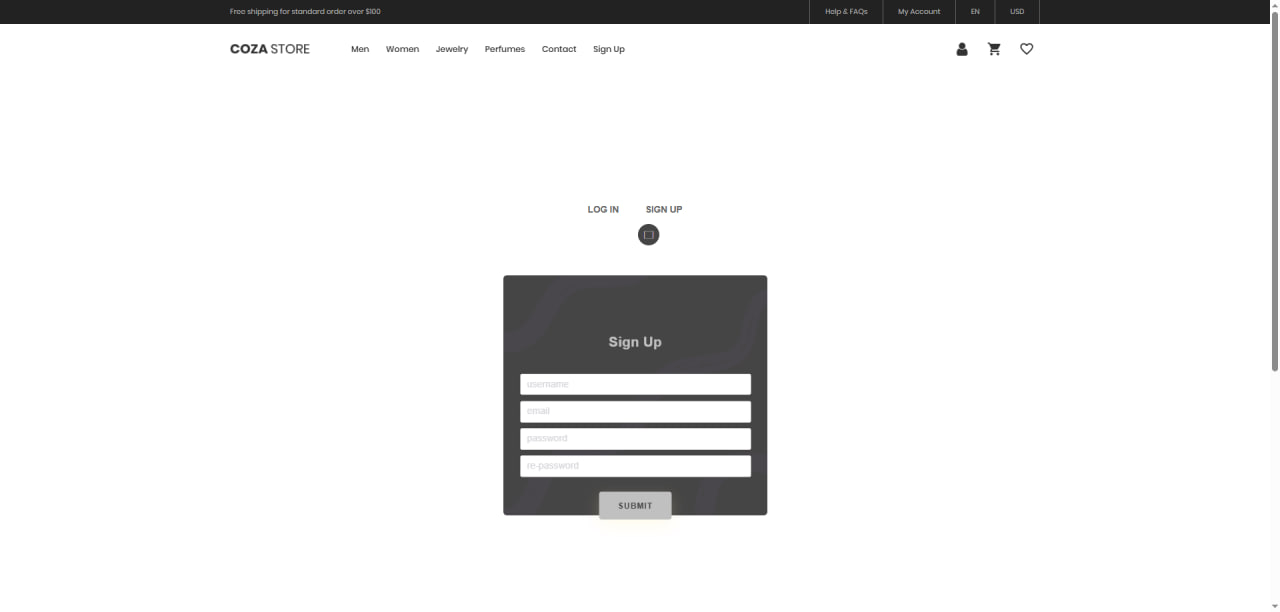 Free shipping for standard order over $100
Help & FAQs
My Account
EN
USD
COZA STORE
Men
Women
Jewelry
Perfumes
Contact
Sign Up
LOG IN
SIGN UP
Sign Up
username
email
password
re-password
SUBMIT